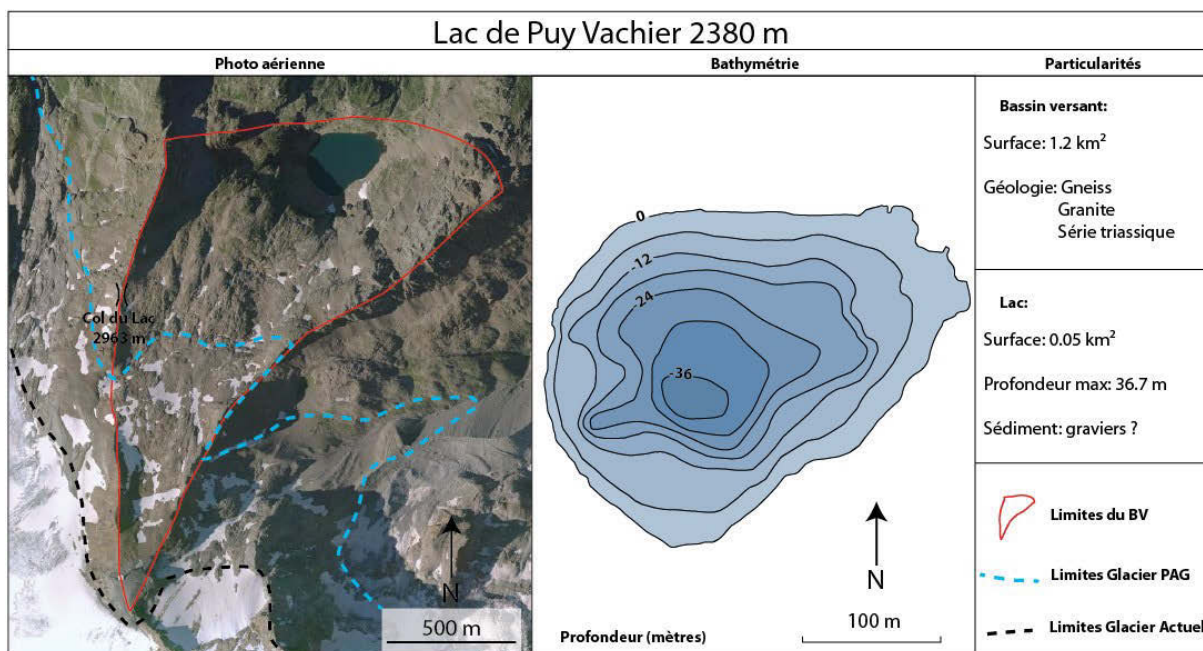 Lac de Puy Vachier 2380 m
Photo aérienne
Bathymétrie
Particularités
Col du Lac
2963 m
N
500 m
0
-12
-24
-36
N
Profondeur (mètres)
100 m
Bassin versant:
Surface: 1.2 km²
Géologie: Gneiss
Granite
Série triassique
Lac:
Surface: 0.05 km²
Profondeur max: 36.7 m
Sédiment: graviers ?
Limites du BV
Limites Glacier PAG
Limites Glacier Actuel